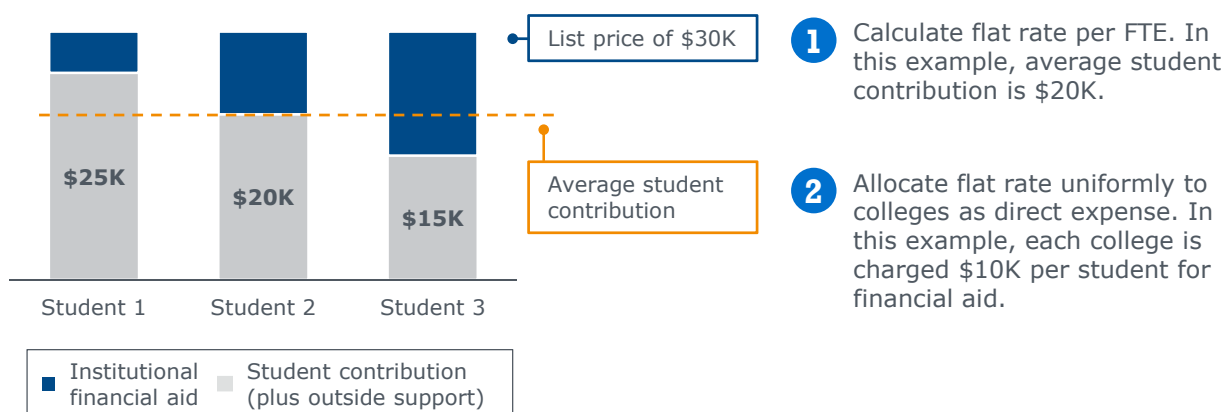 List price of $30K
$25K
$20K
$15K
Average student
contribution
Student 1
Student 2
Student 3
Institutional
financial aid
Student contribution
(plus outside support)
1
Calculate flat rate per FTE. In
this example, average student
contribution is $20K.
2
Allocate flat rate uniformly to
colleges as direct expense. In
this example, each college is
charged $10K per student for
financial aid.